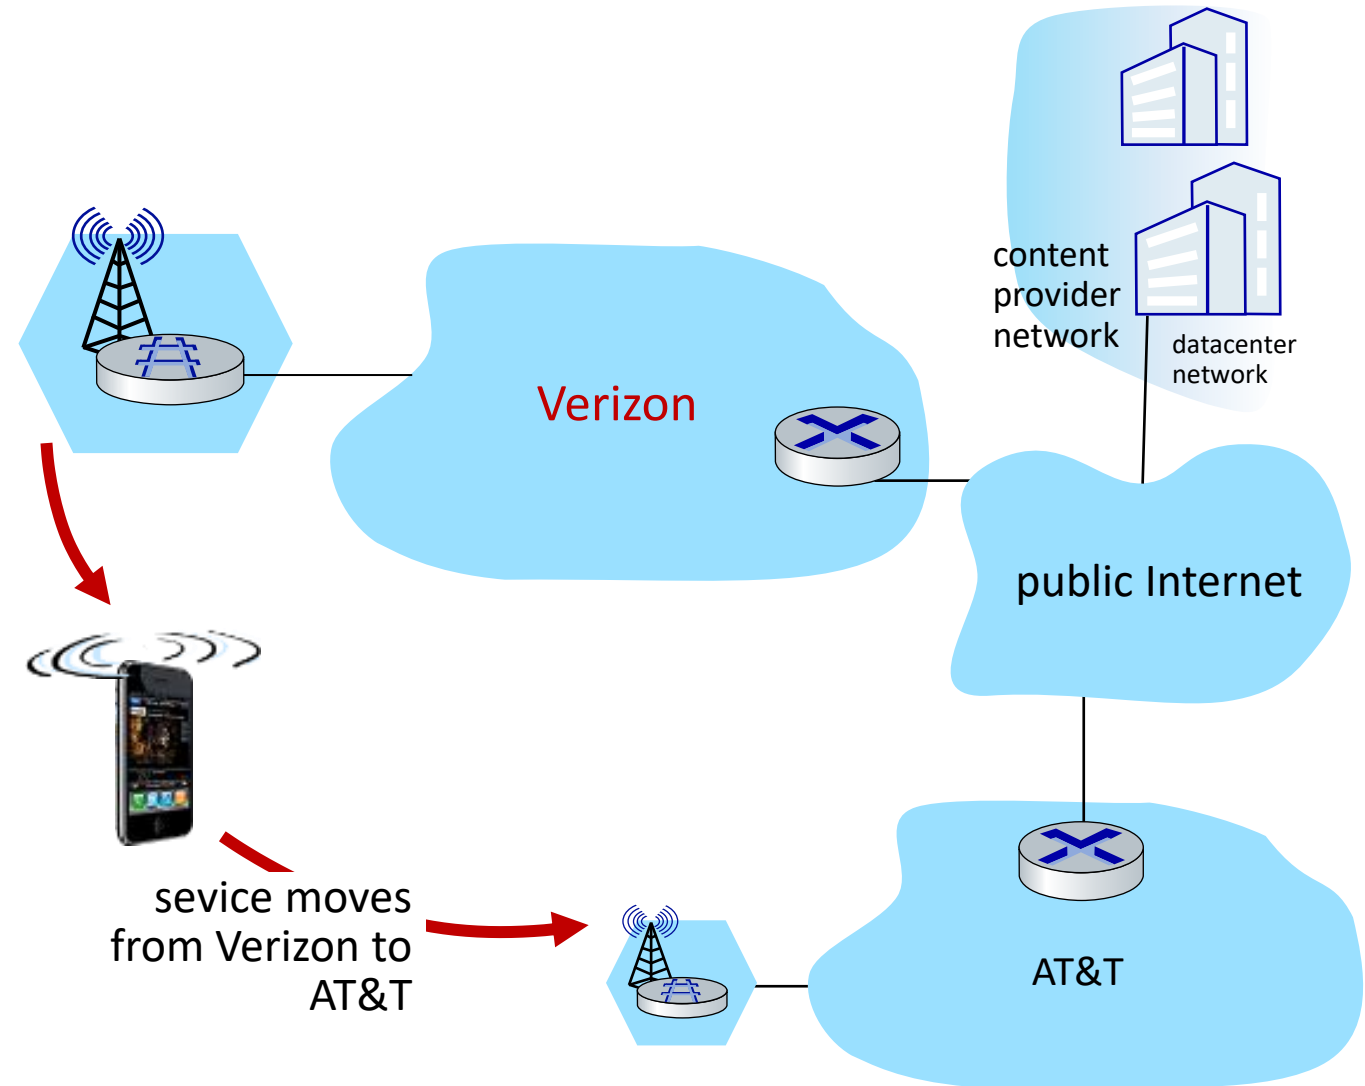 content
provider
network
datacenter
network
Verizon
public Internet
sevice moves
from Verizon to
AT&T
AT&T